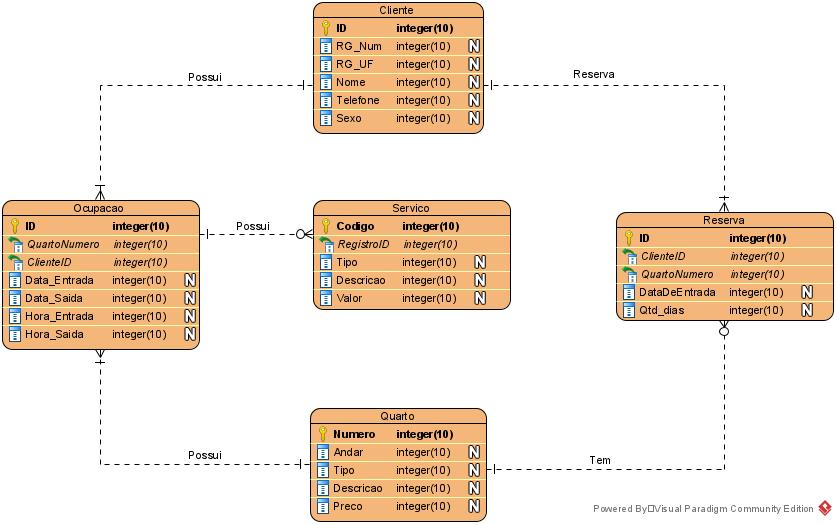 Cliente
ID integer(10)
RG_Num integer(10) N
RG_UF integer(10) N
Nome integer(10) N
Telefone integer(10) N
Sexo integer(10) N
Possui
Reserva
Ocupacao
ID integer(10)
QuartoNumero integer(10)
ClienteID integer(10)
Data_Entrada integer(10) N
Data_Saida integer(10) N
Hora_Entrada integer(10) N
Hora_Saida integer(10) N
Possui
Servico
Codigo integer(10)
RegistroID integer(10)
Tipo integer(10) N
Descricao integer(10) N
Valor integer(10) N
Reserva
ID integer(10)
ClienteID integer(10)
QuartoNumero integer(10)
DataDeEntrada integer(10) N
Qtd_dias integer(10) N
Possui
Quarto
Numero integer(10)
Andar integer(10) N
Tipo integer(10) N
Descricao integer(10) N
Preco integer(10) N
Tem
Powered By Visual Paradigm Community Edition